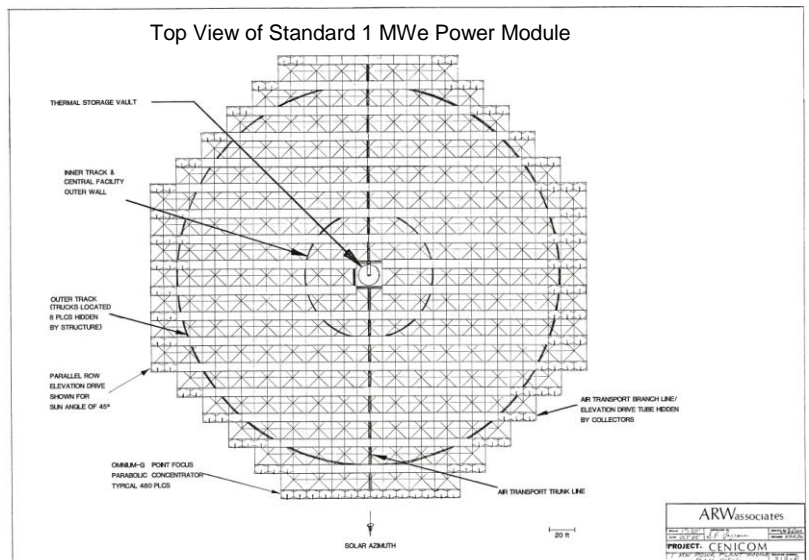 Top View of Standard 1 MWe Power Module
THERMAL STORAGE VAULT
INNER TRACK &
CENTRAL FACILITY
OUTER WALL
OUTER TRACK
(TRUCKS LOCATED
8 PLCS HIDDEN
BY STRUCTURE)
PARALLEL ROW
ELEVATION DRIVE
SHOWN FOR
SUN ANGLE OF 45°
AIR TRANSPORT BRANCH LINE/
ELEVATION DRIVE TUBE HIDDEN
BY COLLECTORS
OMNIUM-G POINT FOCUS
PARABOLIC CONCENTRATOR
TYPICAL 480 PLCS
AIR TRANSPORT TRUNK LINE
SOLAR AZIMUTH
20 ft
ARWassociates
PROJECT: CENICOM